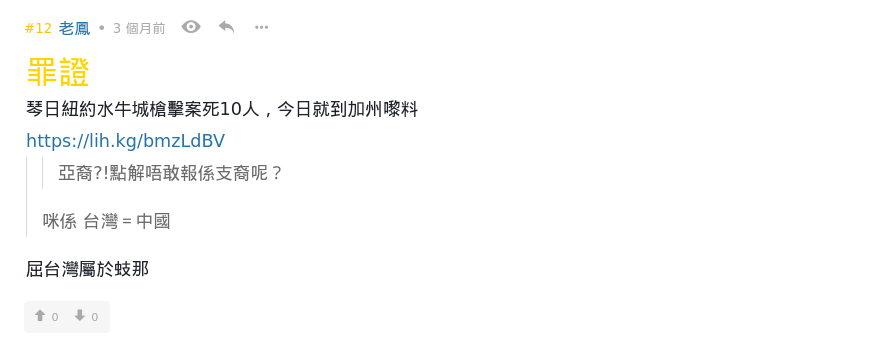 #12 老鳳 • 3 個月前
罪證
琴日紐約水牛城槍擊案死10人，今日就到加州嚟料
https://lih.kg/bmzLdBV
亞裔?!點解唔敢報係支裔呢？
咪係 台灣 = 中國
屈台灣屬於蚑那
0 0